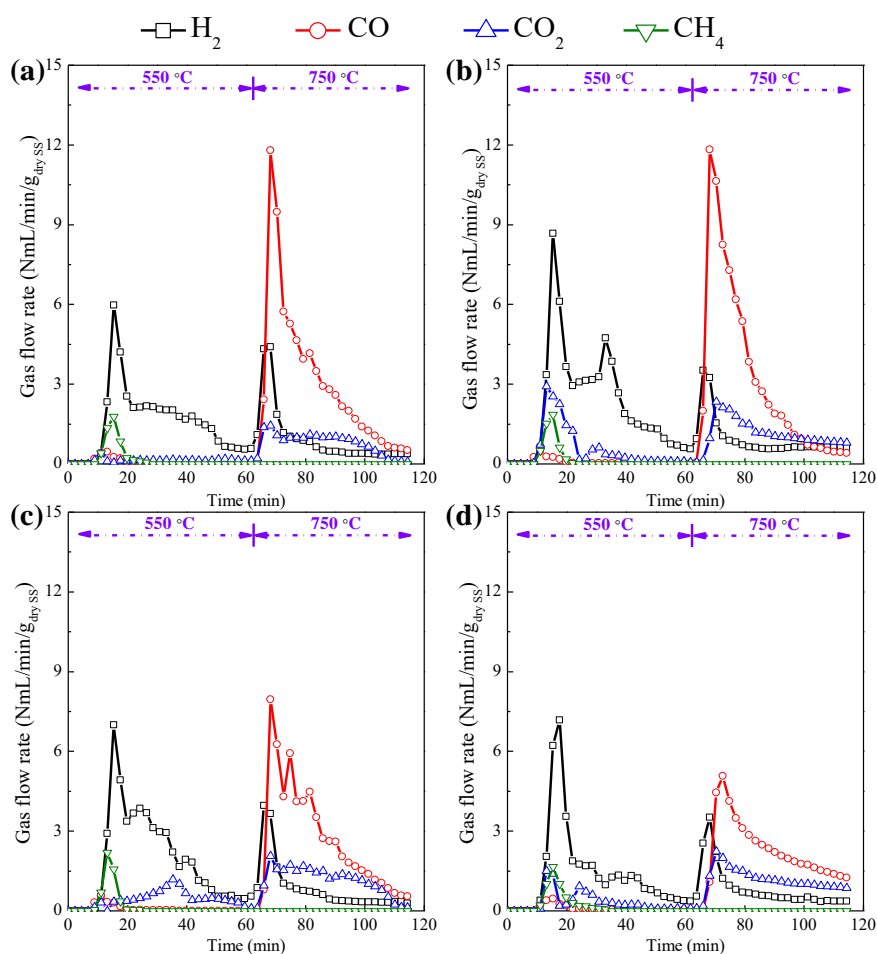 H₂ CO CO₂ CH₄
(a) 550 °C 750 °C
15
12
9
6
3
0
0 20 40 60 80 100 120
Gas flow rate (NmL/min/g_dry SS)
Time (min)
(b) 550 °C 750 °C
15
12
9
6
3
0
0 20 40 60 80 100 120
Gas flow rate (NmL/min/g_dry SS)
Time (min)
(c) 550 °C 750 °C
15
12
9
6
3
0
0 20 40 60 80 100 120
Gas flow rate (NmL/min/g_dry SS)
Time (min)
(d) 550 °C 750 °C
15
12
9
6
3
0
0 20 40 60 80 100 120
Gas flow rate (NmL/min/g_dry SS)
Time (min)